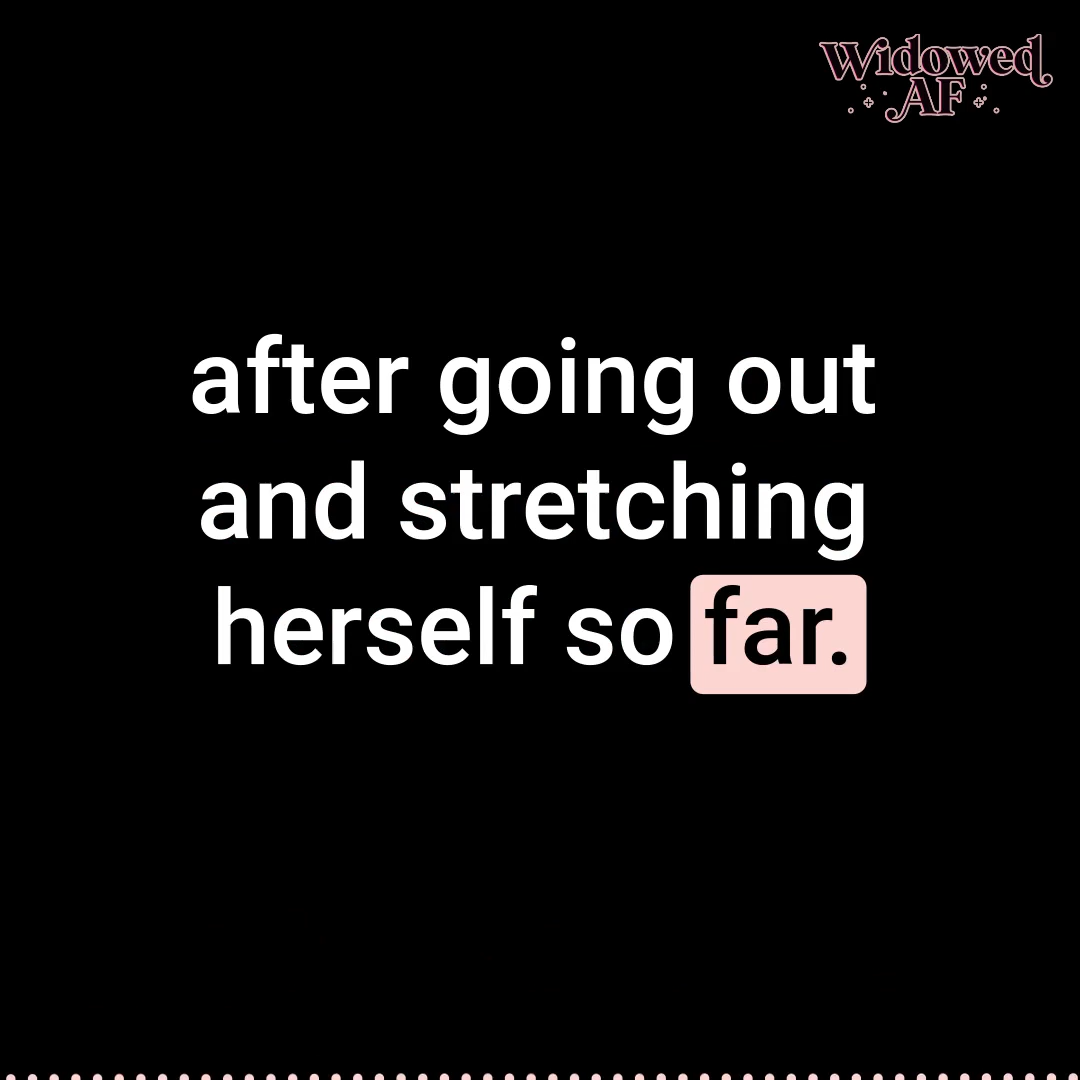 Widowed
AF
after going out
and stretching
herself so far.